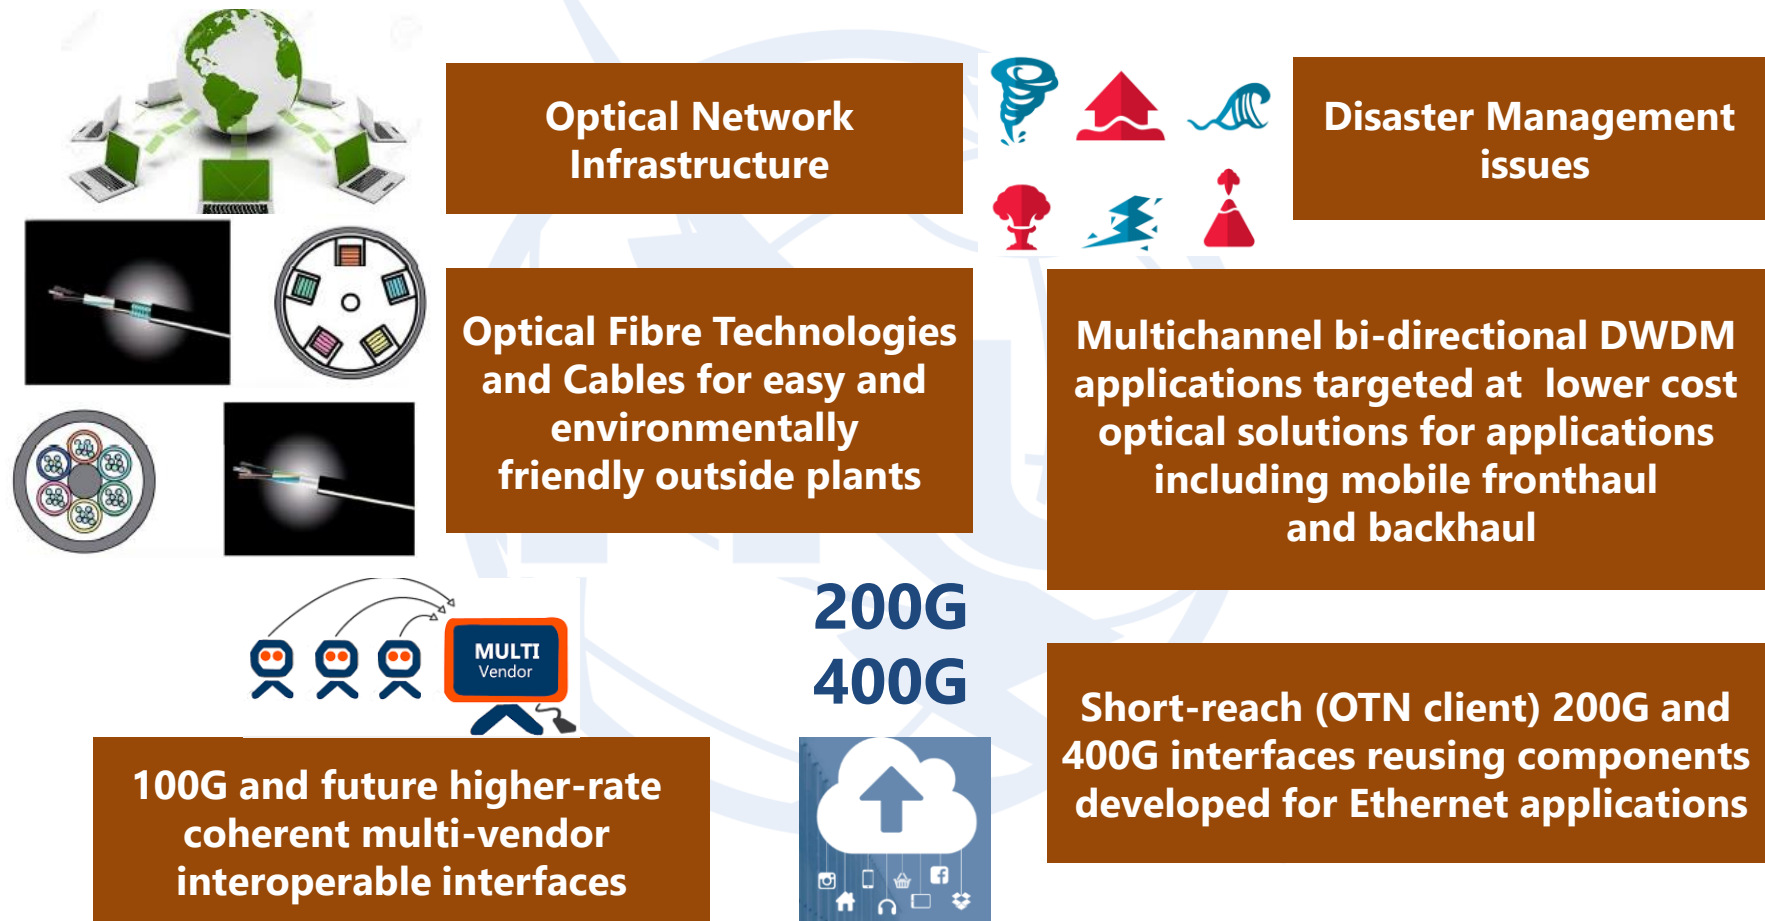 Optical Network
Infrastructure
Disaster Management
issues
Optical Fibre Technologies
and Cables for easy and
environmentally
friendly outside plants
Multichannel bi-directional DWDM
applications targeted at lower cost
optical solutions for applications
including mobile fronthaul
and backhaul
MULTI
Vendor
200G
400G
100G and future higher-rate
coherent multi-vendor
interoperable interfaces
Short-reach (OTN client) 200G and
400G interfaces reusing components
developed for Ethernet applications